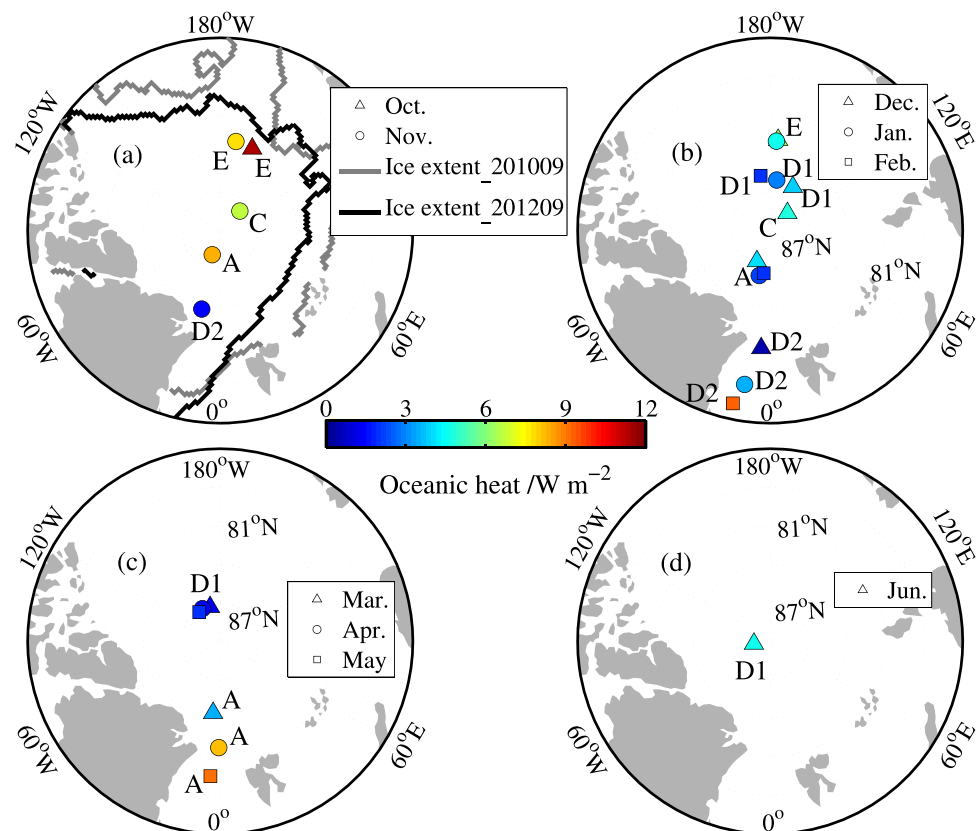 180°W
120°W
(a)
E
E
C
A
D2
60°W
0°
60°E
Oct.
Nov.
Ice extent_201009
Ice extent_201209
180°W
120°E
(b)
Dec.
Jan.
Feb.
E
D1
D1
D1
C
87°N
81°N
A
D2
D2
D2
60°W
0°
60°E
0 3 6 9 12
Oceanic heat /W m⁻²
180°W
120°W
81°N
(c)
D1
87°N
Mar.
Apr.
May
A
A
A
60°W
0°
60°E
180°W
120°W
120°E
81°N
(d)
87°N
Jun.
D1
60°W
0°
60°E